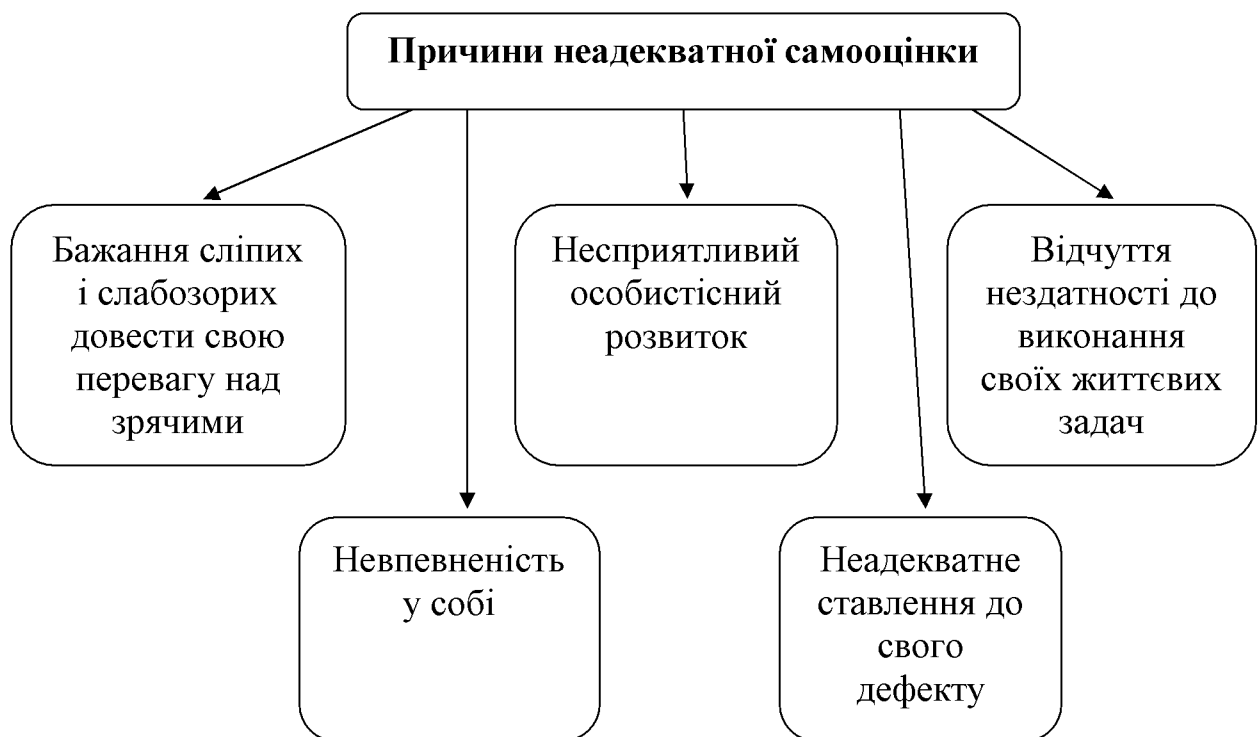 Причини неадекватної самооцінки
Бажання сліпих
і слабозорих
довести свою
перевагу над
зрячими
Несприятливий
особистісний
розвиток
Відчуття
нездатності до
виконання
своїх життєвих
задач
Невпевненість
у собі
Неадекватне
ставлення до
свого
дефекту